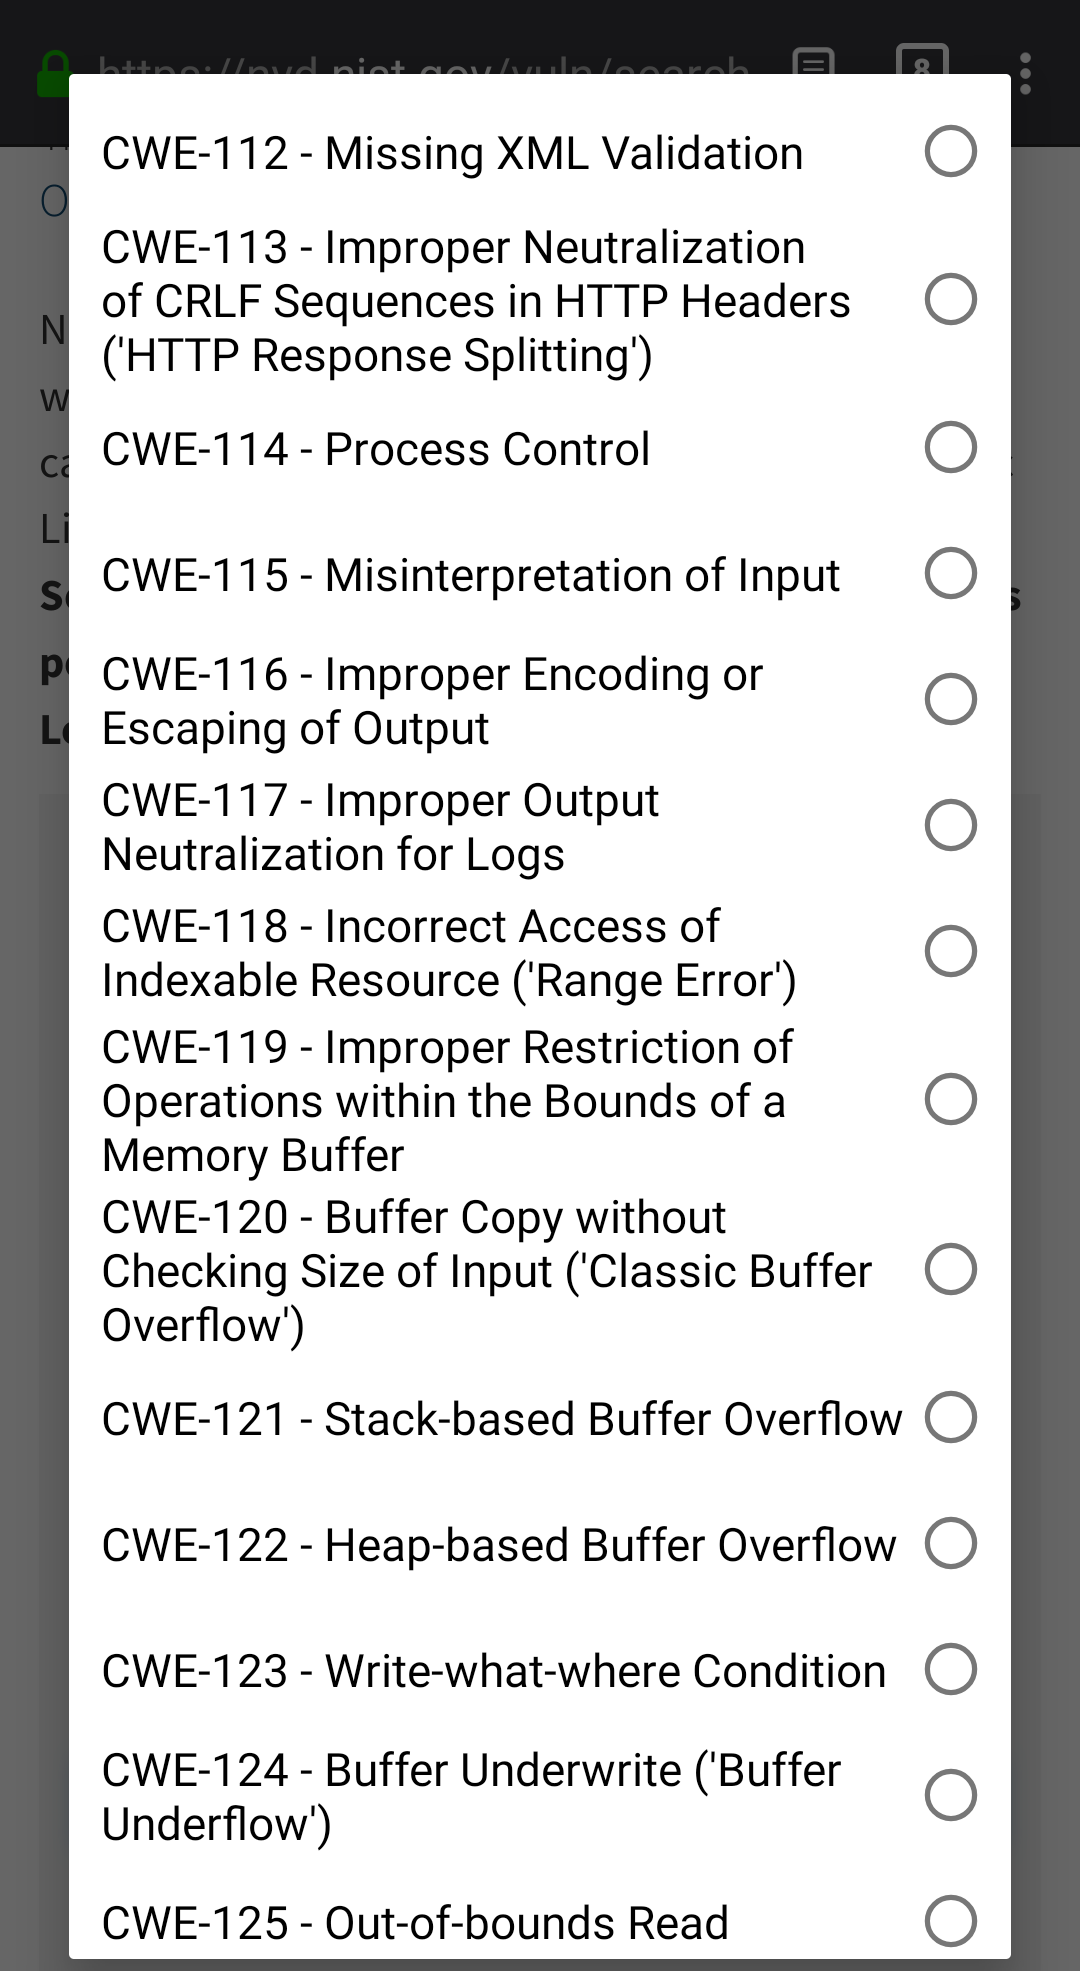 https://nvd.nist.gov/vuln/search
8
CWE-112 - Missing XML Validation
CWE-113 - Improper Neutralization
of CRLF Sequences in HTTP Headers
('HTTP Response Splitting')
CWE-114 - Process Control
CWE-115 - Misinterpretation of Input
CWE-116 - Improper Encoding or
Escaping of Output
CWE-117 - Improper Output
Neutralization for Logs
CWE-118 - Incorrect Access of
Indexable Resource ('Range Error')
CWE-119 - Improper Restriction of
Operations within the Bounds of a
Memory Buffer
CWE-120 - Buffer Copy without
Checking Size of Input ('Classic Buffer
Overflow')
CWE-121 - Stack-based Buffer Overflow
CWE-122 - Heap-based Buffer Overflow
CWE-123 - Write-what-where Condition
CWE-124 - Buffer Underwrite ('Buffer
Underflow')
CWE-125 - Out-of-bounds Read